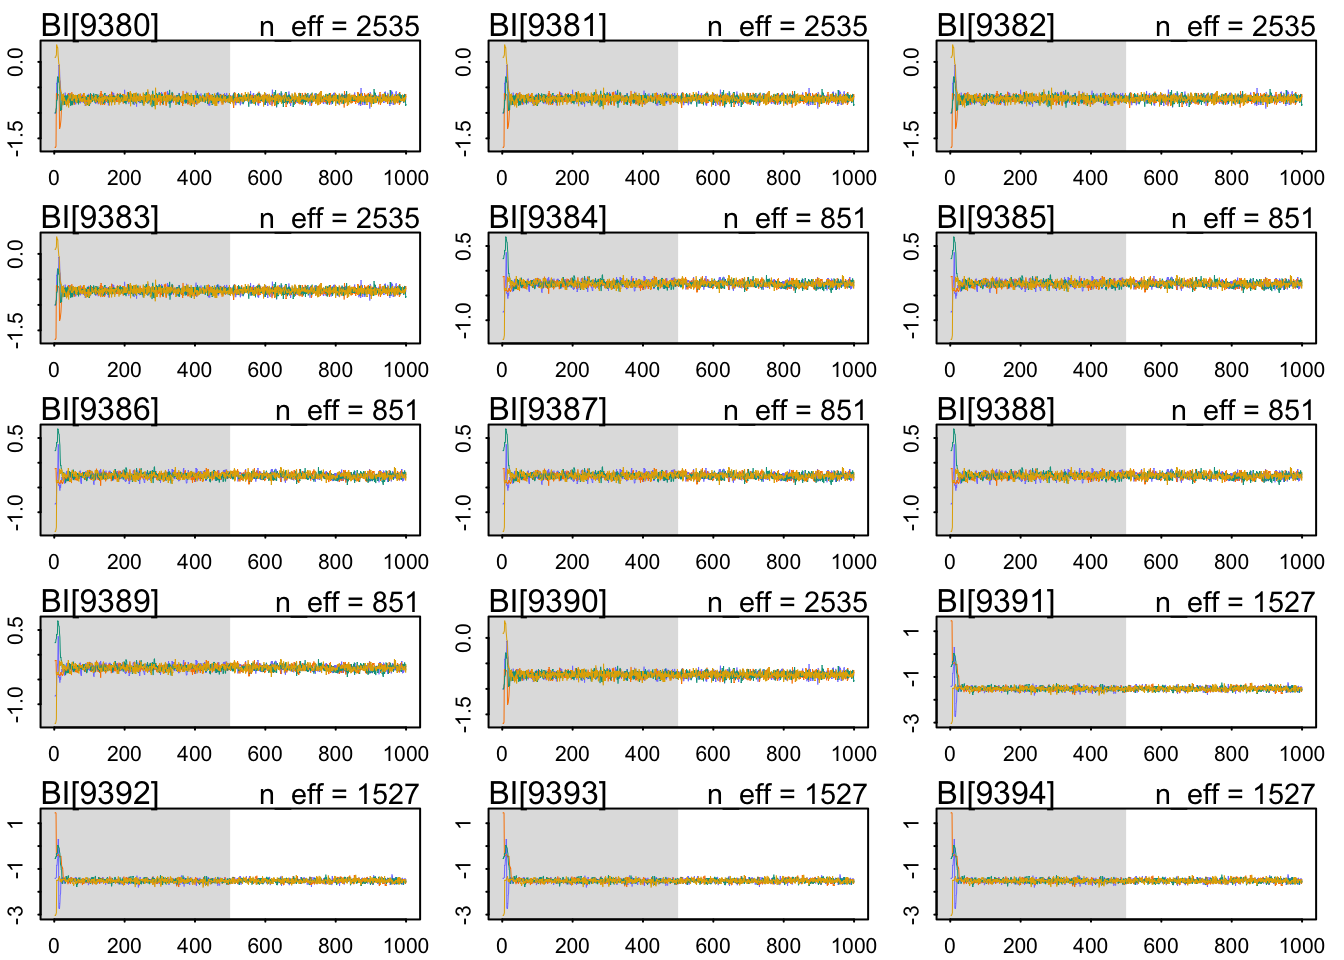 BI[9380] n_eff = 2535 BI[9381] n_eff = 2535 BI[9382] n_eff = 2535
0.0 -1.5 0.0 -1.5 0.0 -1.5
0 200 400 600 800 1000 0 200 400 600 800 1000 0 200 400 600 800 1000
BI[9383] n_eff = 2535 BI[9384] n_eff = 851 BI[9385] n_eff = 851
0.0 -1.5 0.5 -1.0 0.5 -1.0
0 200 400 600 800 1000 0 200 400 600 800 1000 0 200 400 600 800 1000
BI[9386] n_eff = 851 BI[9387] n_eff = 851 BI[9388] n_eff = 851
0.5 -1.0 0.5 -1.0 0.5 -1.0
0 200 400 600 800 1000 0 200 400 600 800 1000 0 200 400 600 800 1000
BI[9389] n_eff = 851 BI[9390] n_eff = 2535 BI[9391] n_eff = 1527
0.5 -1.0 0.0 -1.5 1 -1 -3
0 200 400 600 800 1000 0 200 400 600 800 1000 0 200 400 600 800 1000
BI[9392] n_eff = 1527 BI[9393] n_eff = 1527 BI[9394] n_eff = 1527
1 -1 -3 1 -1 -3 1 -1 -3
0 200 400 600 800 1000 0 200 400 600 800 1000 0 200 400 600 800 1000